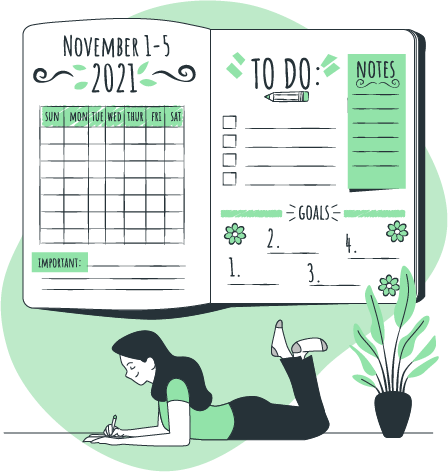 NOVEMBER 1-5
2021
SUN MON TUE WED THUR FRI SAT
IMPORTANT:
TO DO:
NOTES
GOALS
1.
2.
3.
4.